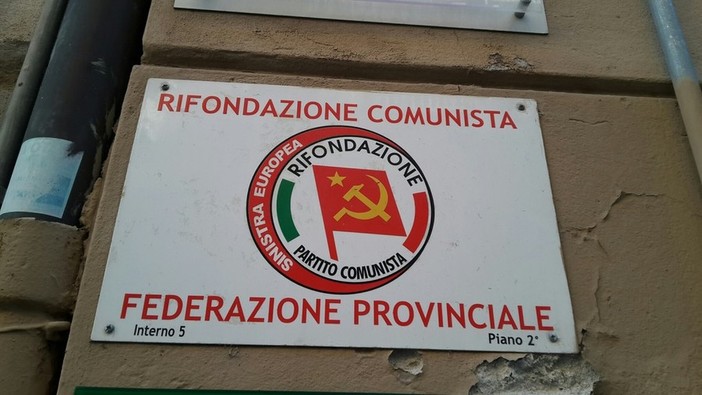 RIFONDAZIONE COMUNISTA
RIFONDAZIONE
SINISTRA EUROPEA
PARTITO COMUNISTA
FEDERAZIONE PROVINCIALE
Interno 5
Piano 2°